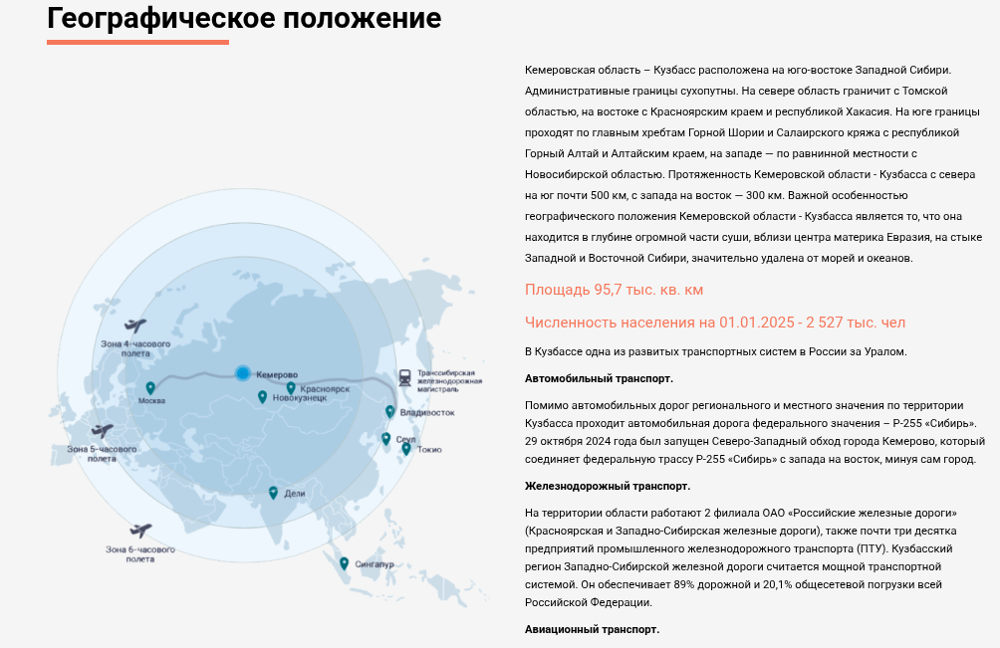 Географическое положение
Кемеровская область – Кузбасс расположена на юго-востоке Западной Сибири.
Административные границы сухопутны. На севере область граничит с Томской
областью, на востоке с Красноярским краем и республикой Хакасия. На юге границы
проходят по главным хребтам Горной Шории и Салаирского кряжа с республикой
Горный Алтай и Алтайским краем, на западе — по равнинной местности с
Новосибирской областью. Протяженность Кемеровской области - Кузбасса с севера
на юг почти 500 км, с запада на восток — 300 км. Важной особенностью
географического положения Кемеровской области - Кузбасса является то, что она
находится в глубине огромной части суши, вблизи центра материка Евразия, на стыке
Западной и Восточной Сибири, значительно удалена от морей и океанов.
Площадь 95,7 тыс. кв. км
Численность населения на 01.01.2025 - 2 527 тыс. чел
В Кузбассе одна из развитых транспортных систем в России за Уралом.
Автомобильный транспорт.
Помимо автомобильных дорог регионального и местного значения по территории
Кузбасса проходит автомобильная дорога федерального значения – Р-255 «Сибирь».
29 октября 2024 года был запущен Северо-Западный обход города Кемерово, который
соединяет федеральную трассу Р-255 «Сибирь» с запада на восток, минуя сам город.
Железнодорожный транспорт.
На территории области работают 2 филиала ОАО «Российские железные дороги»
(Красноярская и Западно-Сибирская железные дороги), также почти три десятка
предприятий промышленного железнодорожного транспорта (ПТУ). Кузбасский
регион Западно-Сибирской железной дороги считается мощной транспортной
системой. Он обеспечивает 89% дорожной и 20,1% общесетевой погрузки всей
Российской Федерации.
Авиационный транспорт.
Зона 4-часового
полета
Кемерово
Транссибирская
железнодорожная
магистраль
Москва
Красноярск
Новокузнецк
Владивосток
Зона 5-часового
полета
Сеул
Токио
Дели
Зона 6-часового
полета
Сингапур